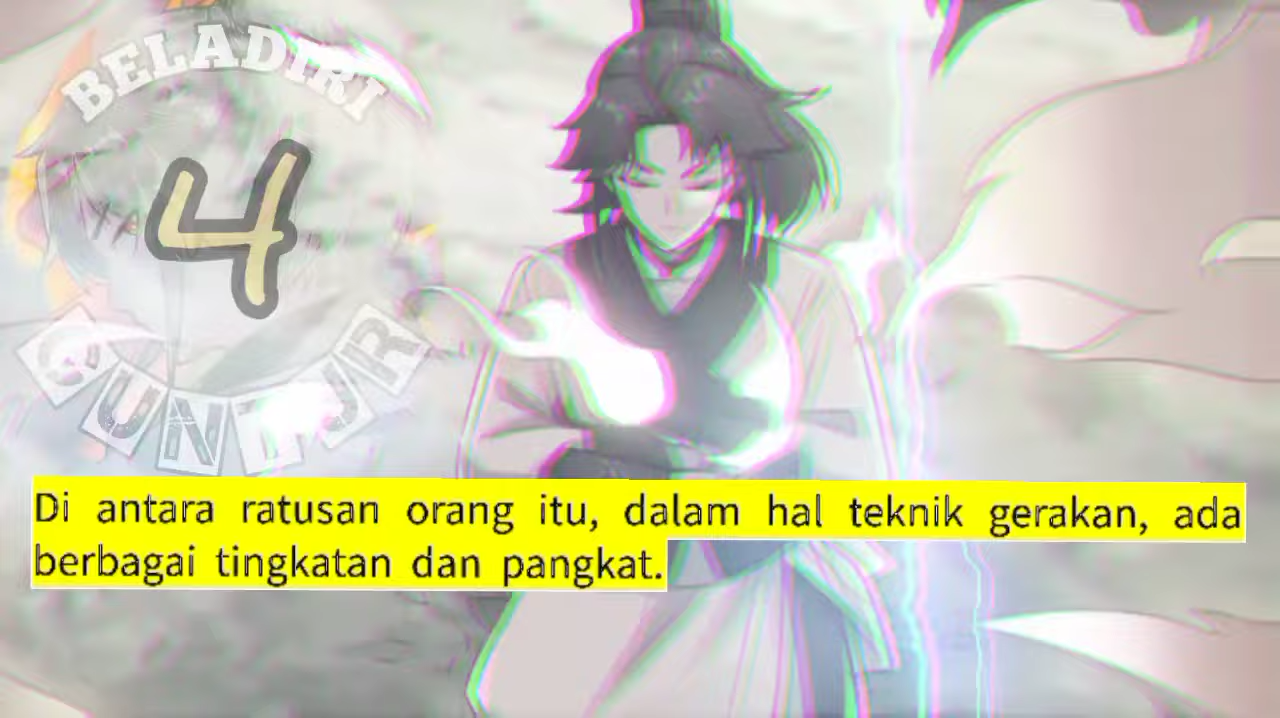 BELADIRI
4
GUNTUR
Di antara ratusan orang itu, dalam hal teknik gerakan, ada
berbagai tingkatan dan pangkat.